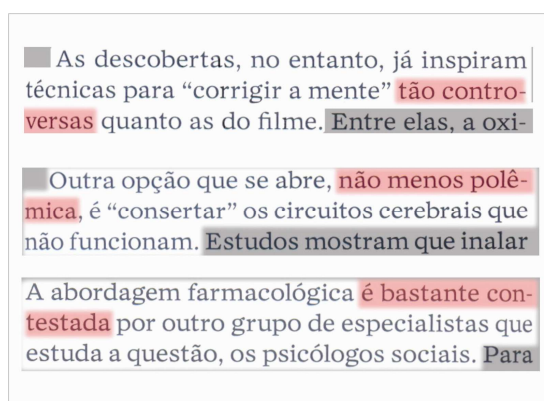 As descobertas, no entanto, já inspiram
técnicas para “corrigir a mente” tão contro-
versas quanto as do filme. Entre elas, a oxi-
Outra opção que se abre, não menos polê-
mica, é “consertar” os circuitos cerebrais que
não funcionam. Estudos mostram que inalar
A abordagem farmacológica é bastante con-
testada por outro grupo de especialistas que
estuda a questão, os psicólogos sociais. Para